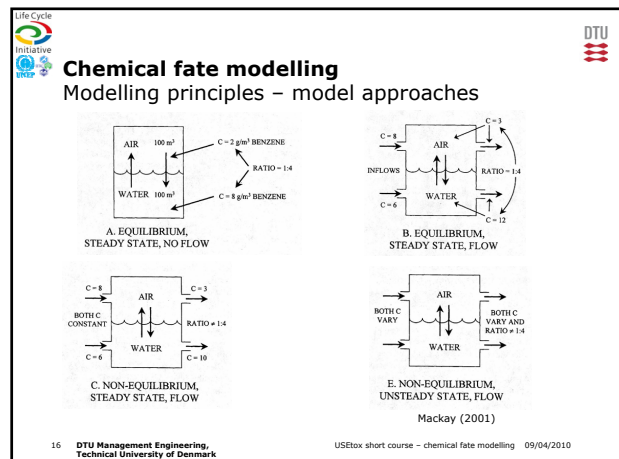 Life Cycle
Initiative
UNEP
DTU
Chemical fate modelling
Modelling principles – model approaches
AIR
100 m³
WATER
100 m³
C = 2 g/m³ BENZENE
RATIO = 1:4
C = 8 g/m³ BENZENE
A. EQUILIBRIUM,
STEADY STATE, NO FLOW
C = 8
C = 3
AIR
INFLOWS
RATIO = 1:4
WATER
C = 6
C = 12
B. EQUILIBRIUM,
STEADY STATE, FLOW
C = 8
C = 3
AIR
BOTH C
CONSTANT
RATIO ≠ 1:4
WATER
C = 6
C = 10
C. NON-EQUILIBRIUM,
STEADY STATE, FLOW
AIR
BOTH C
VARY
BOTH C
VARY AND
RATIO ≠ 1:4
WATER
E. NON-EQUILIBRIUM,
UNSTEADY STATE, FLOW
Mackay (2001)
16 DTU Management Engineering,
Technical University of Denmark
USEtox short course – chemical fate modelling 09/04/2010